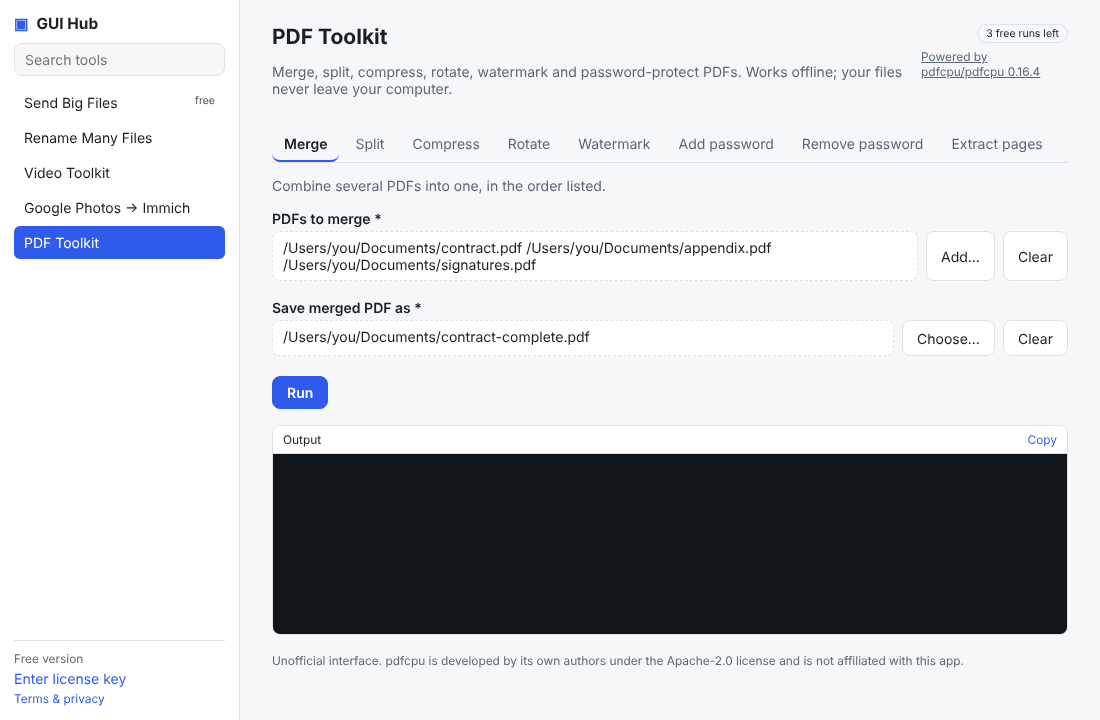 GUI Hub
Search tools
Send Big Files
free
Rename Many Files
Video Toolkit
Google Photos → Immich
PDF Toolkit
Free version
Enter license key
Terms & privacy
PDF Toolkit
3 free runs left
Merge, split, compress, rotate, watermark and password-protect PDFs. Works offline; your files
never leave your computer.
Powered by
pdfcpu/pdfcpu 0.16.4
Merge
Split
Compress
Rotate
Watermark
Add password
Remove password
Extract pages
Combine several PDFs into one, in the order listed.
PDFs to merge *
/Users/you/Documents/contract.pdf /Users/you/Documents/appendix.pdf
/Users/you/Documents/signatures.pdf
Add...
Clear
Save merged PDF as *
/Users/you/Documents/contract-complete.pdf
Choose...
Clear
Run
Output
Copy
Unofficial interface. pdfcpu is developed by its own authors under the Apache-2.0 license and is not affiliated with this app.